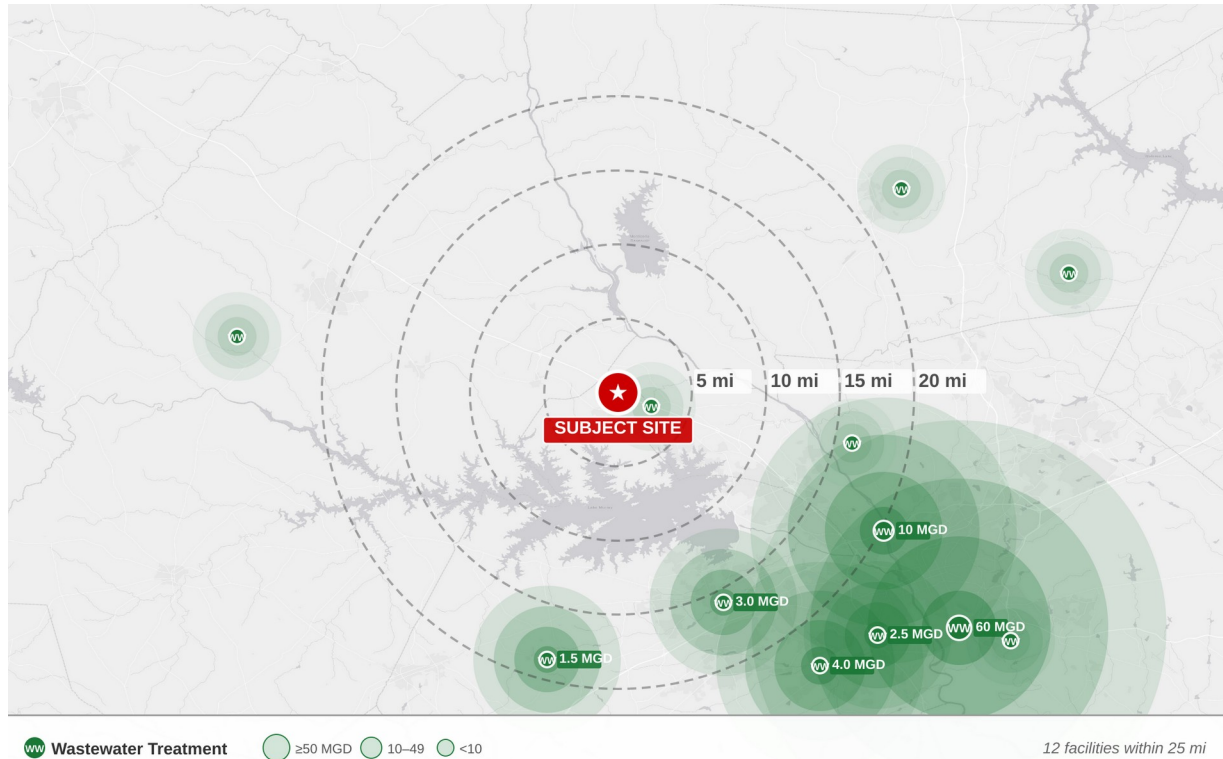 WW
WW
WW
5 mi
10 mi
15 mi
20 mi
WW
SUBJECT SITE
WW
WW 10 MGD
WW 3.0 MGD
WW 60 MGD
WW 2.5 MGD
WW
WW 1.5 MGD
WW 4.0 MGD
WW Wastewater Treatment
≥50 MGD
10–49
<10
12 facilities within 25 mi